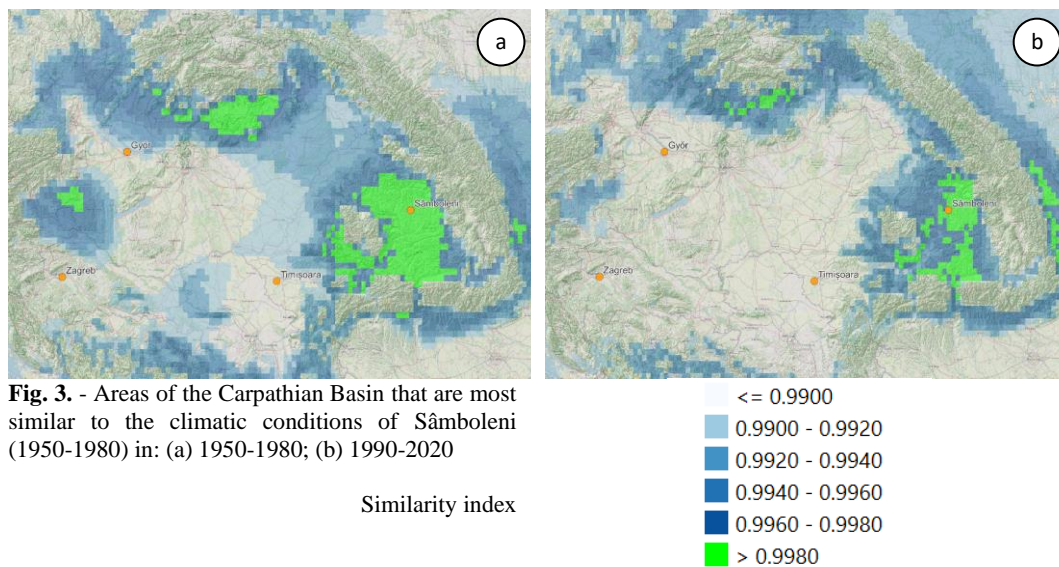 a
Győr
Sâmboleni
Zagreb
Timișoara
b
Győr
Sâmboleni
Zagreb
Timișoara
Fig. 3. - Areas of the Carpathian Basin that are most
similar to the climatic conditions of Sâmboleni
(1950-1980) in: (a) 1950-1980; (b) 1990-2020
Similarity index
<= 0.9900
0.9900 - 0.9920
0.9920 - 0.9940
0.9940 - 0.9960
0.9960 - 0.9980
> 0.9980